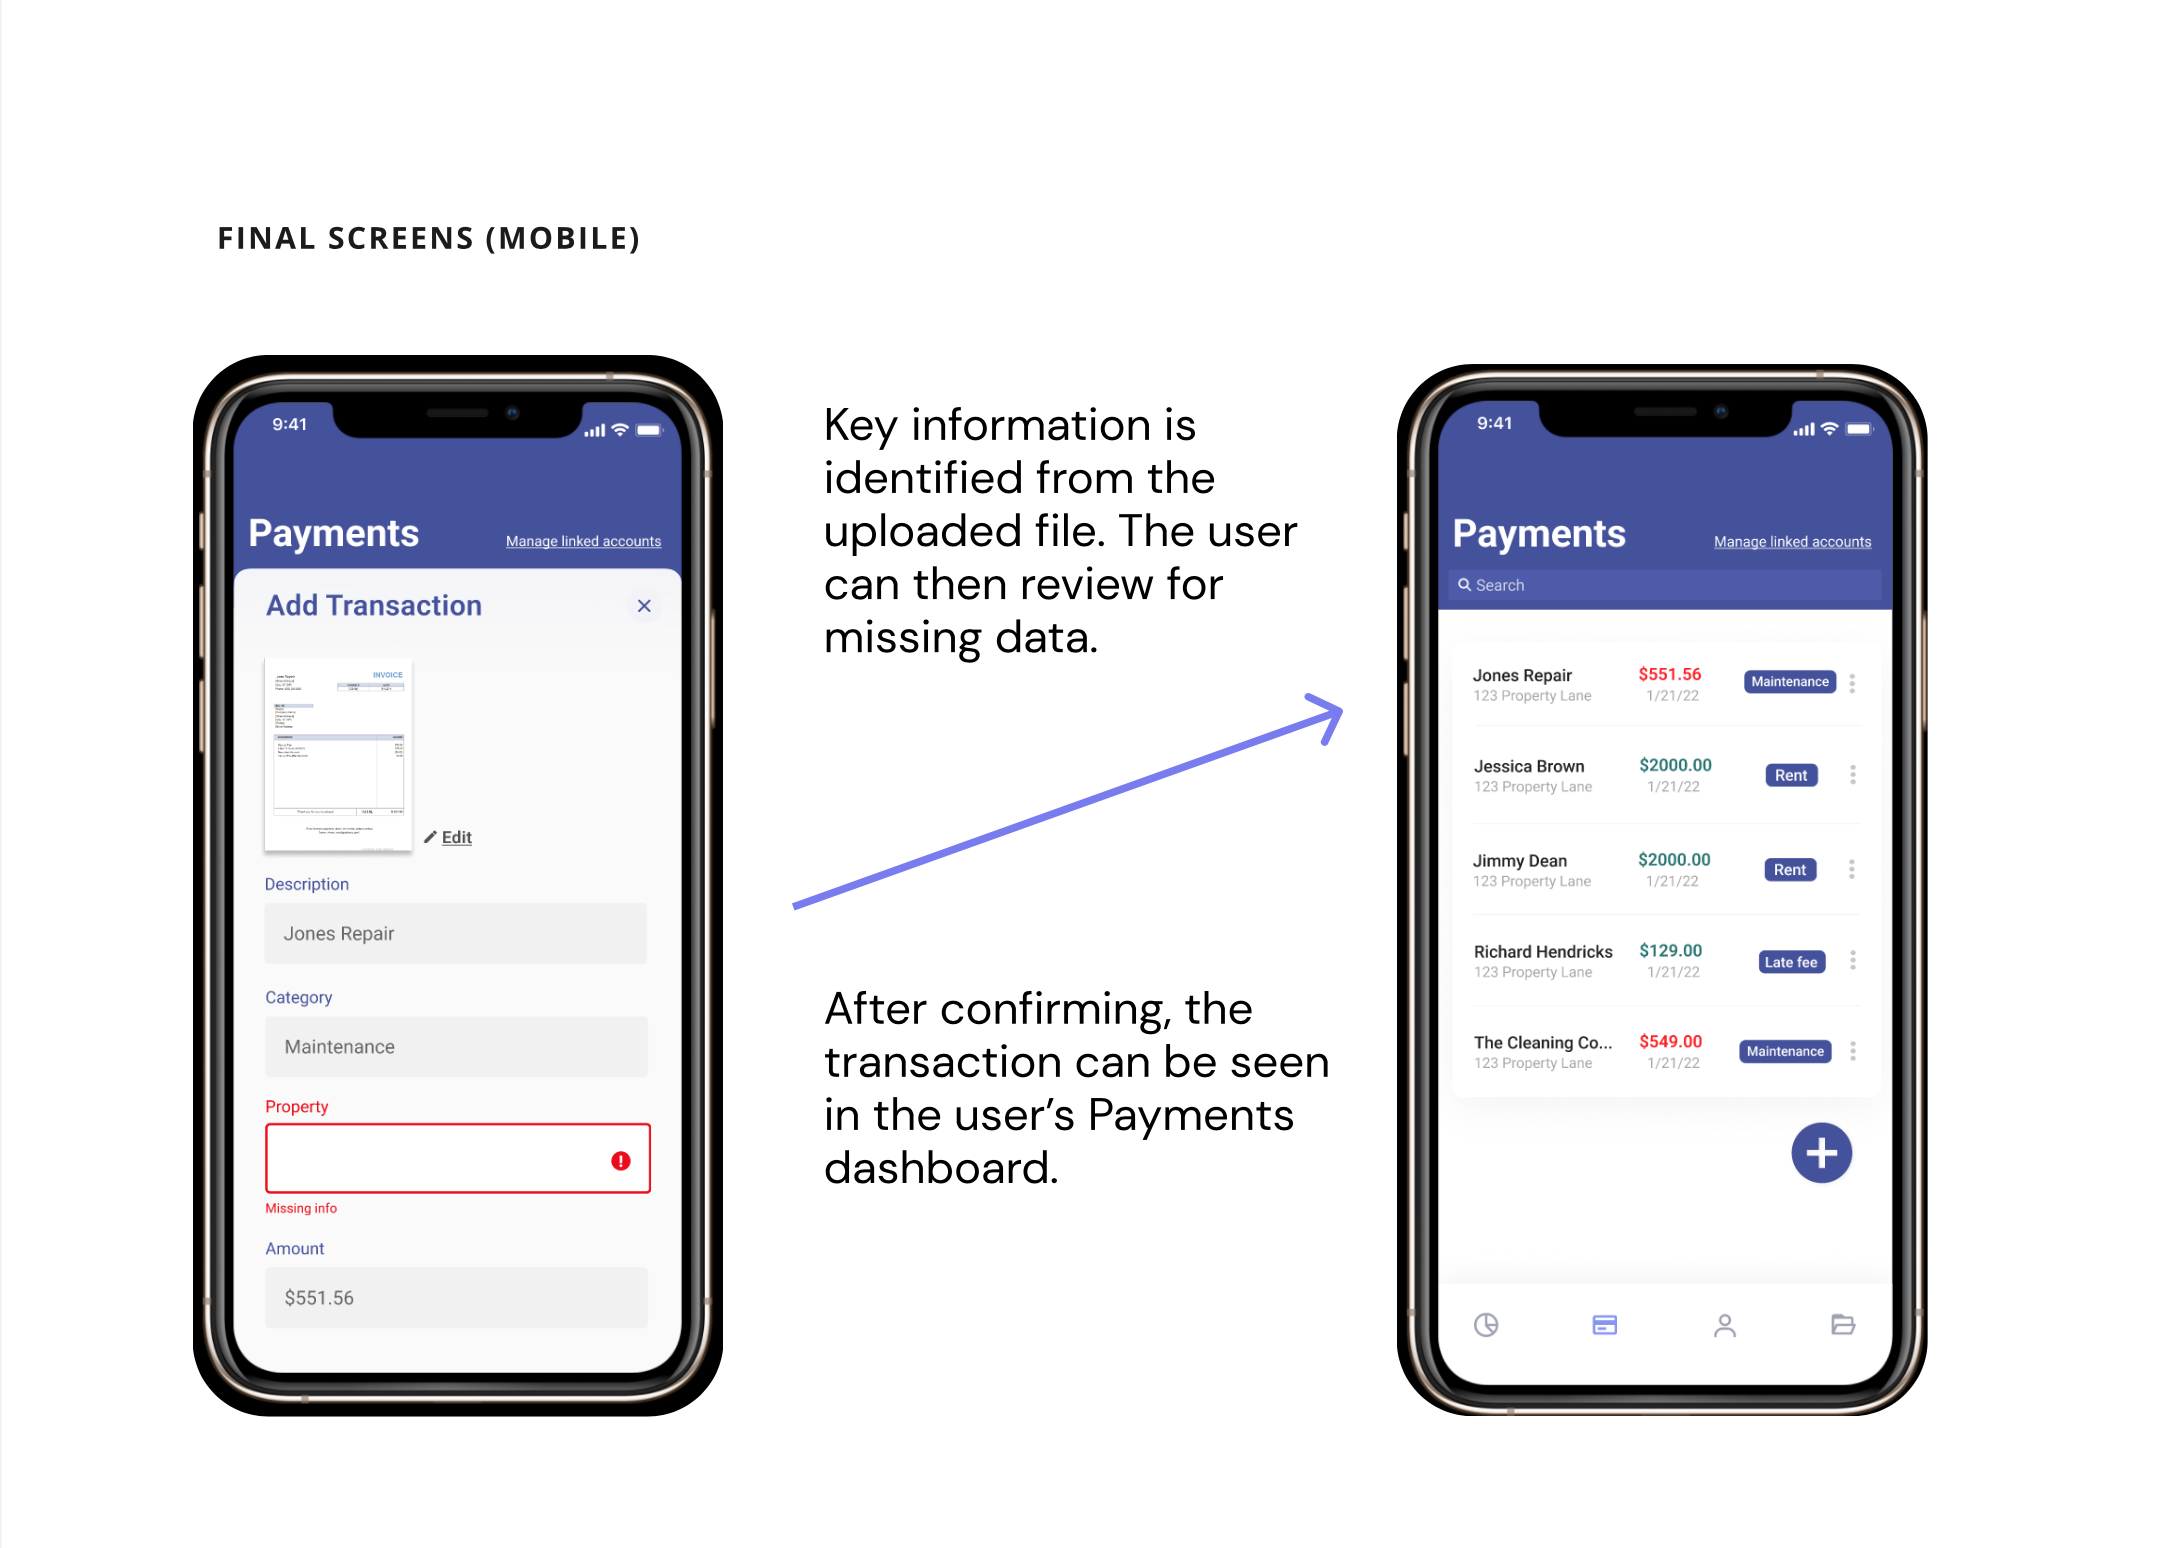 FINAL SCREENS (MOBILE)
9:41
Payments
Manage linked accounts
Add Transaction
INVOICE
Edit
Description
Jones Repair
Category
Maintenance
Property
Missing info
Amount
$551.56
Key information is
identified from the
uploaded file. The user
can then review for
missing data.
After confirming, the
transaction can be seen
in the user’s Payments
dashboard.
9:41
Payments
Manage linked accounts
Search
Jones Repair $551.56 Maintenance
123 Property Lane 1/21/22
Jessica Brown $2000.00 Rent
123 Property Lane 1/21/22
Jimmy Dean $2000.00 Rent
123 Property Lane 1/21/22
Richard Hendricks $129.00 Late fee
123 Property Lane 1/21/22
The Cleaning Co... $549.00 Maintenance
123 Property Lane 1/21/22